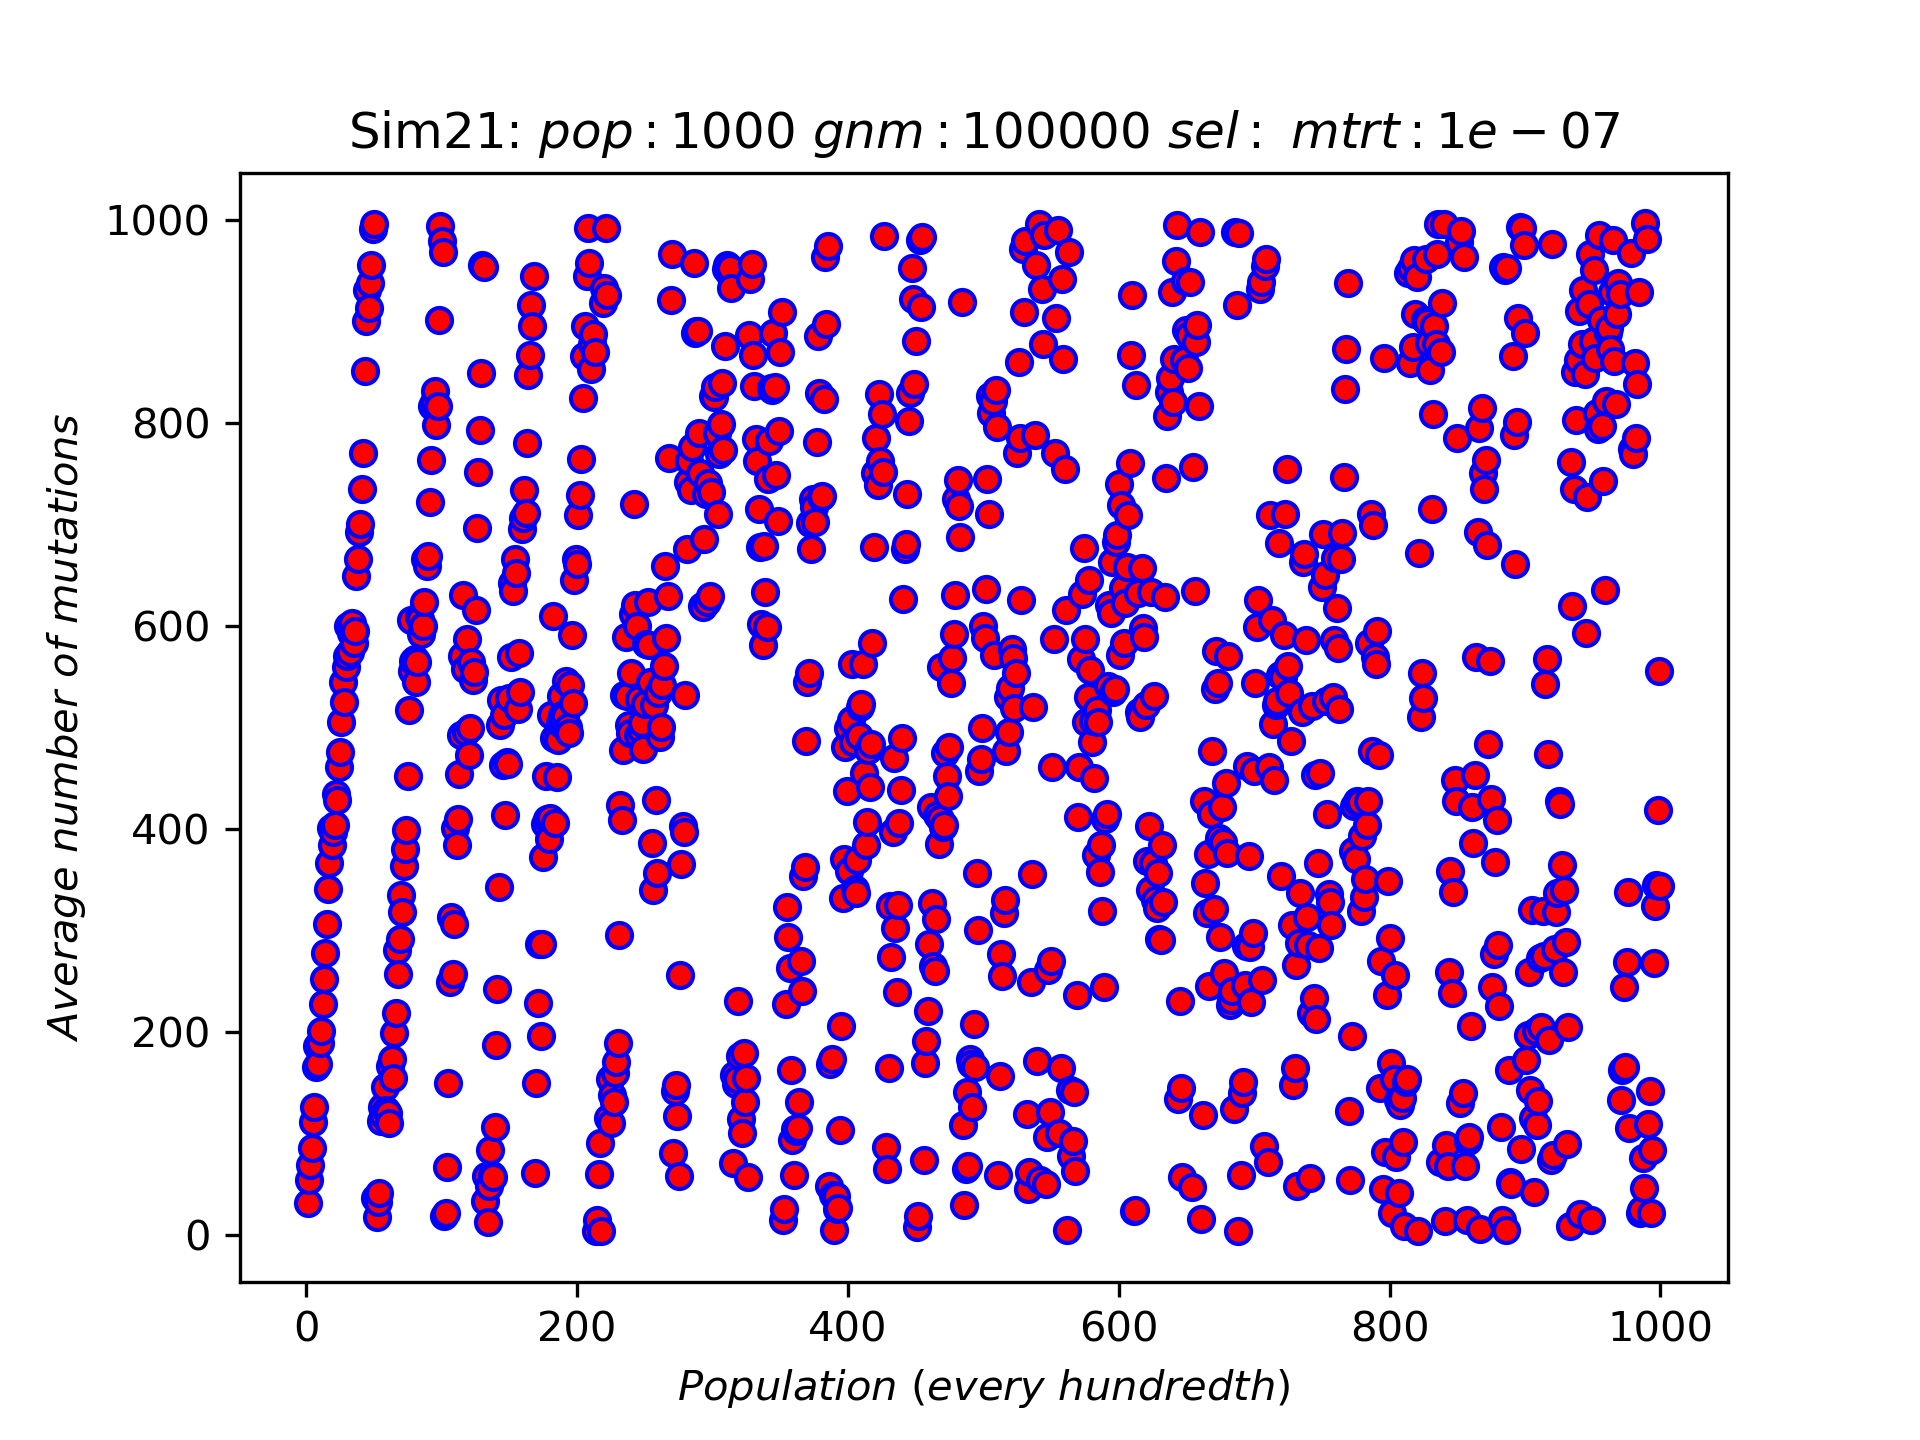 Sim21: pop : 1000 gnm : 100000 sel : mtrt : 1e − 07
Average number of mutations
1000
800
600
400
200
0
0 200 400 600 800 1000
Population (every hundredth)